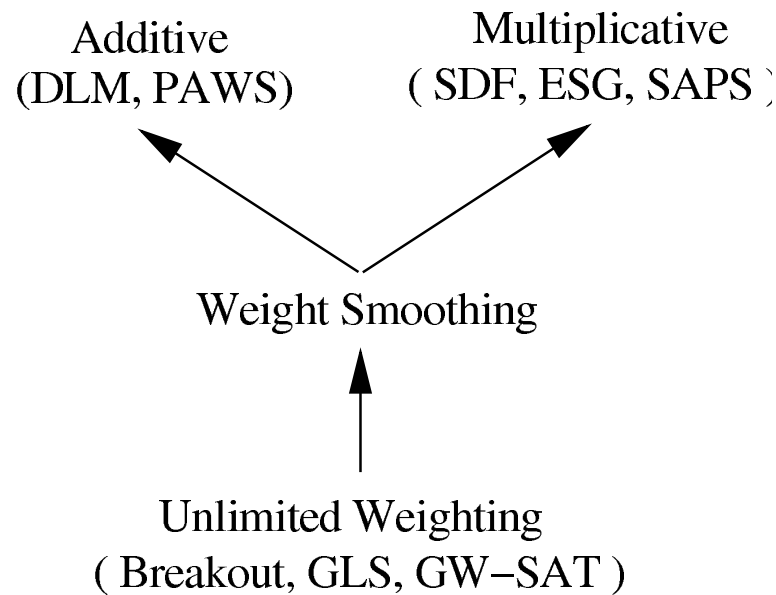 Additive
(DLM, PAWS)
Multiplicative
( SDF, ESG, SAPS )
Weight Smoothing
Unlimited Weighting
( Breakout, GLS, GW−SAT )